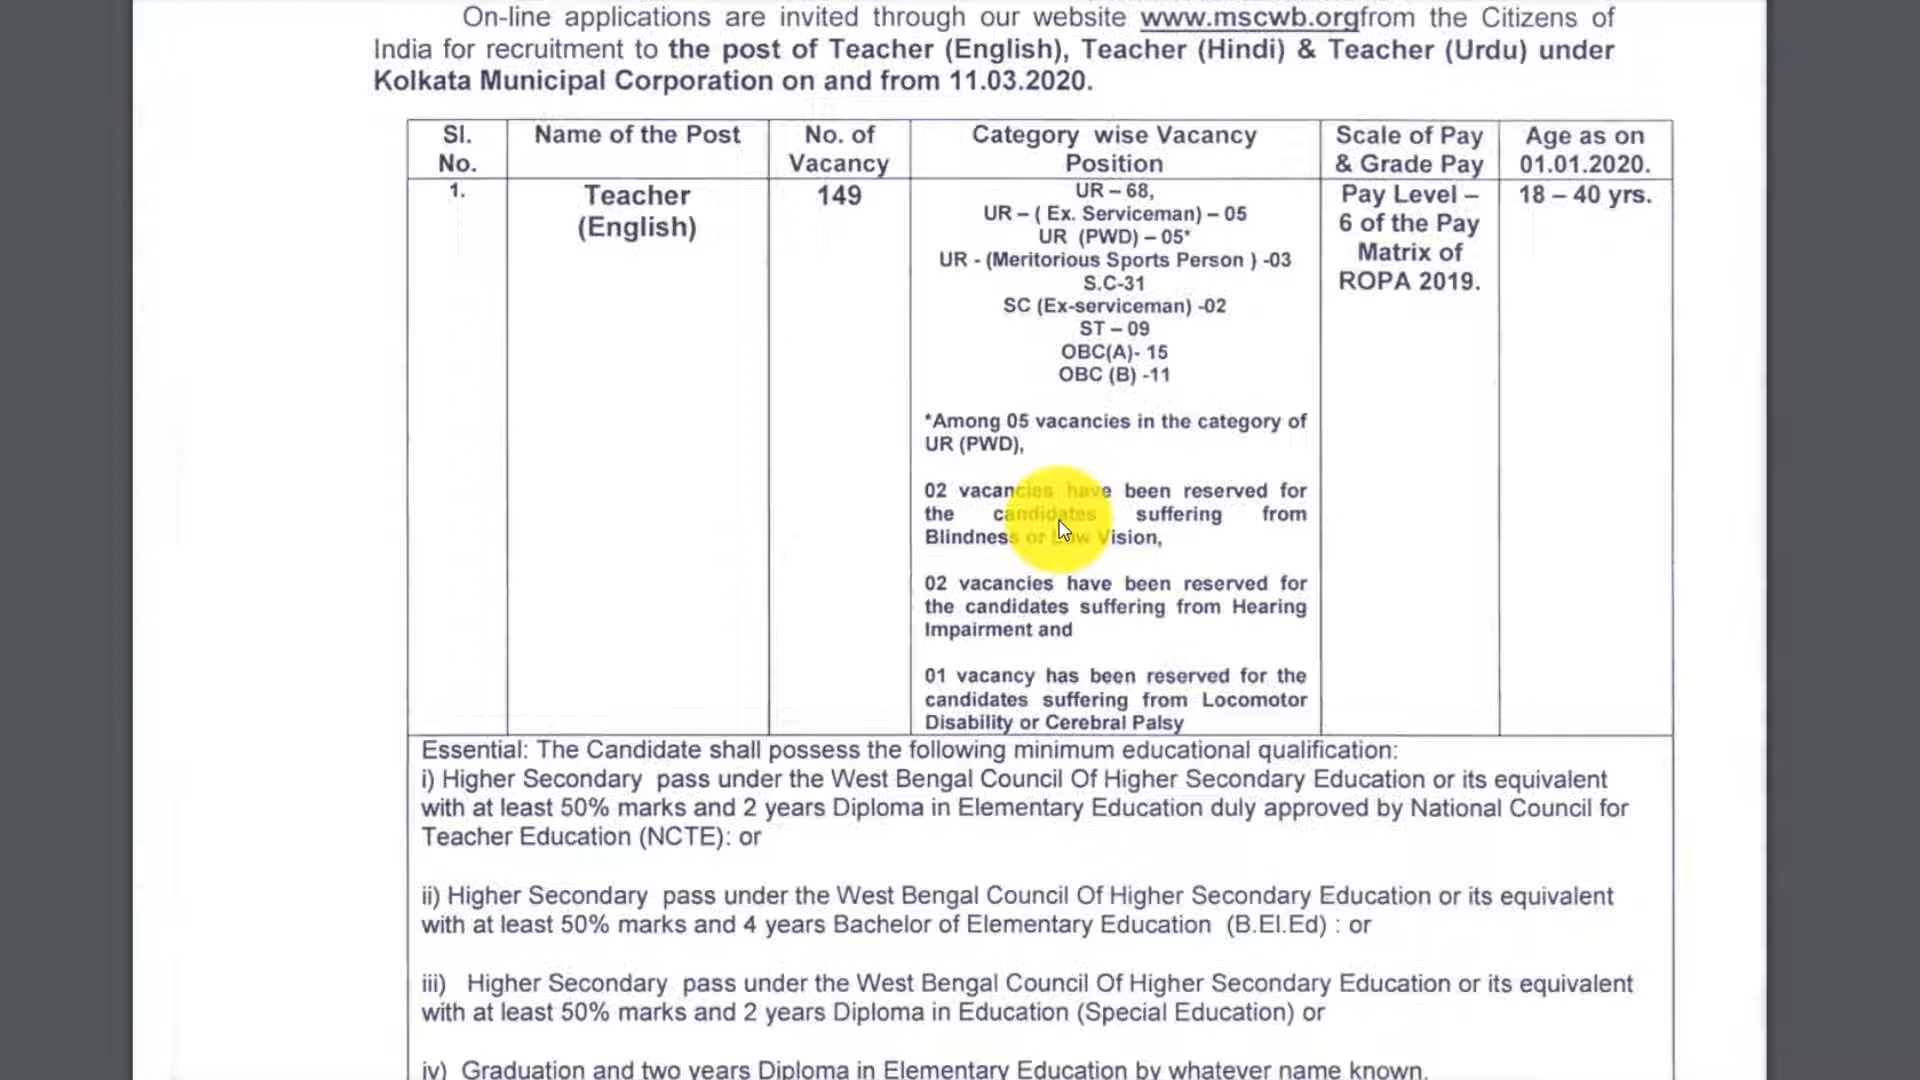 On-line applications are invited through our website www.mscwb.orgfrom the Citizens of
India for recruitment to the post of Teacher (English), Teacher (Hindi) & Teacher (Urdu) under
Kolkata Municipal Corporation on and from 11.03.2020.
Sl. No.
Name of the Post
No. of Vacancy
Category wise Vacancy Position
Scale of Pay & Grade Pay
Age as on 01.01.2020.
1.
Teacher
(English)
149
UR – 68,
UR – ( Ex. Serviceman) – 05
UR (PWD) – 05*
UR - (Meritorious Sports Person ) -03
S.C-31
SC (Ex-serviceman) -02
ST – 09
OBC(A)- 15
OBC (B) -11
*Among 05 vacancies in the category of
UR (PWD),
02 vacancies have been reserved for
the candidates suffering from
Blindness or Low Vision,
02 vacancies have been reserved for
the candidates suffering from Hearing
Impairment and
01 vacancy has been reserved for the
candidates suffering from Locomotor
Disability or Cerebral Palsy
Pay Level –
6 of the Pay
Matrix of
ROPA 2019.
18 – 40 yrs.
Essential: The Candidate shall possess the following minimum educational qualification:
i) Higher Secondary pass under the West Bengal Council Of Higher Secondary Education or its equivalent
with at least 50% marks and 2 years Diploma in Elementary Education duly approved by National Council for
Teacher Education (NCTE): or
ii) Higher Secondary pass under the West Bengal Council Of Higher Secondary Education or its equivalent
with at least 50% marks and 4 years Bachelor of Elementary Education (B.El.Ed) : or
iii) Higher Secondary pass under the West Bengal Council Of Higher Secondary Education or its equivalent
with at least 50% marks and 2 years Diploma in Education (Special Education) or
iv) Graduation and two years Diploma in Elementary Education by whatever name known.